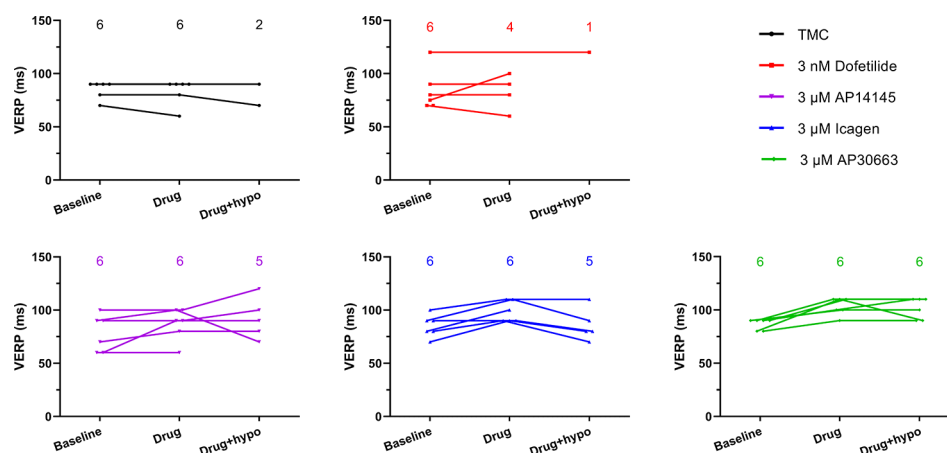 6 6 2
VERP (ms)
150
100
50
0
Baseline Drug Drug+hypo
6 4 1
VERP (ms)
150
100
50
0
Baseline Drug Drug+hypo
TMC
3 nM Dofetilide
3 µM AP14145
3 µM Icagen
3 µM AP30663
6 6 5
VERP (ms)
150
100
50
0
Baseline Drug Drug+hypo
6 6 5
VERP (ms)
150
100
50
0
Baseline Drug Drug+hypo
6 6 6
VERP (ms)
150
100
50
0
Baseline Drug Drug+hypo